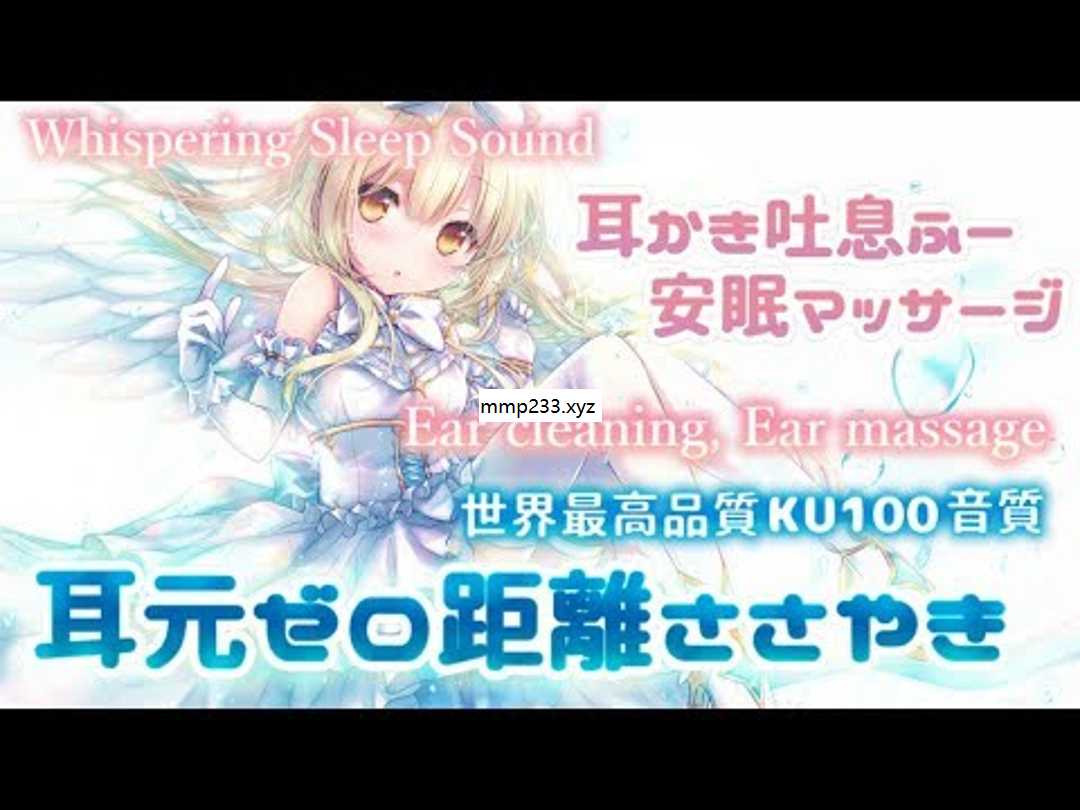 Whispering Sleep Sound
耳かき吐息ふー
安眠マッサージ
mmp233.xyz
Ear cleaning, Ear massage
世界最高品質KU100音質
耳元ゼロ距離ささやき